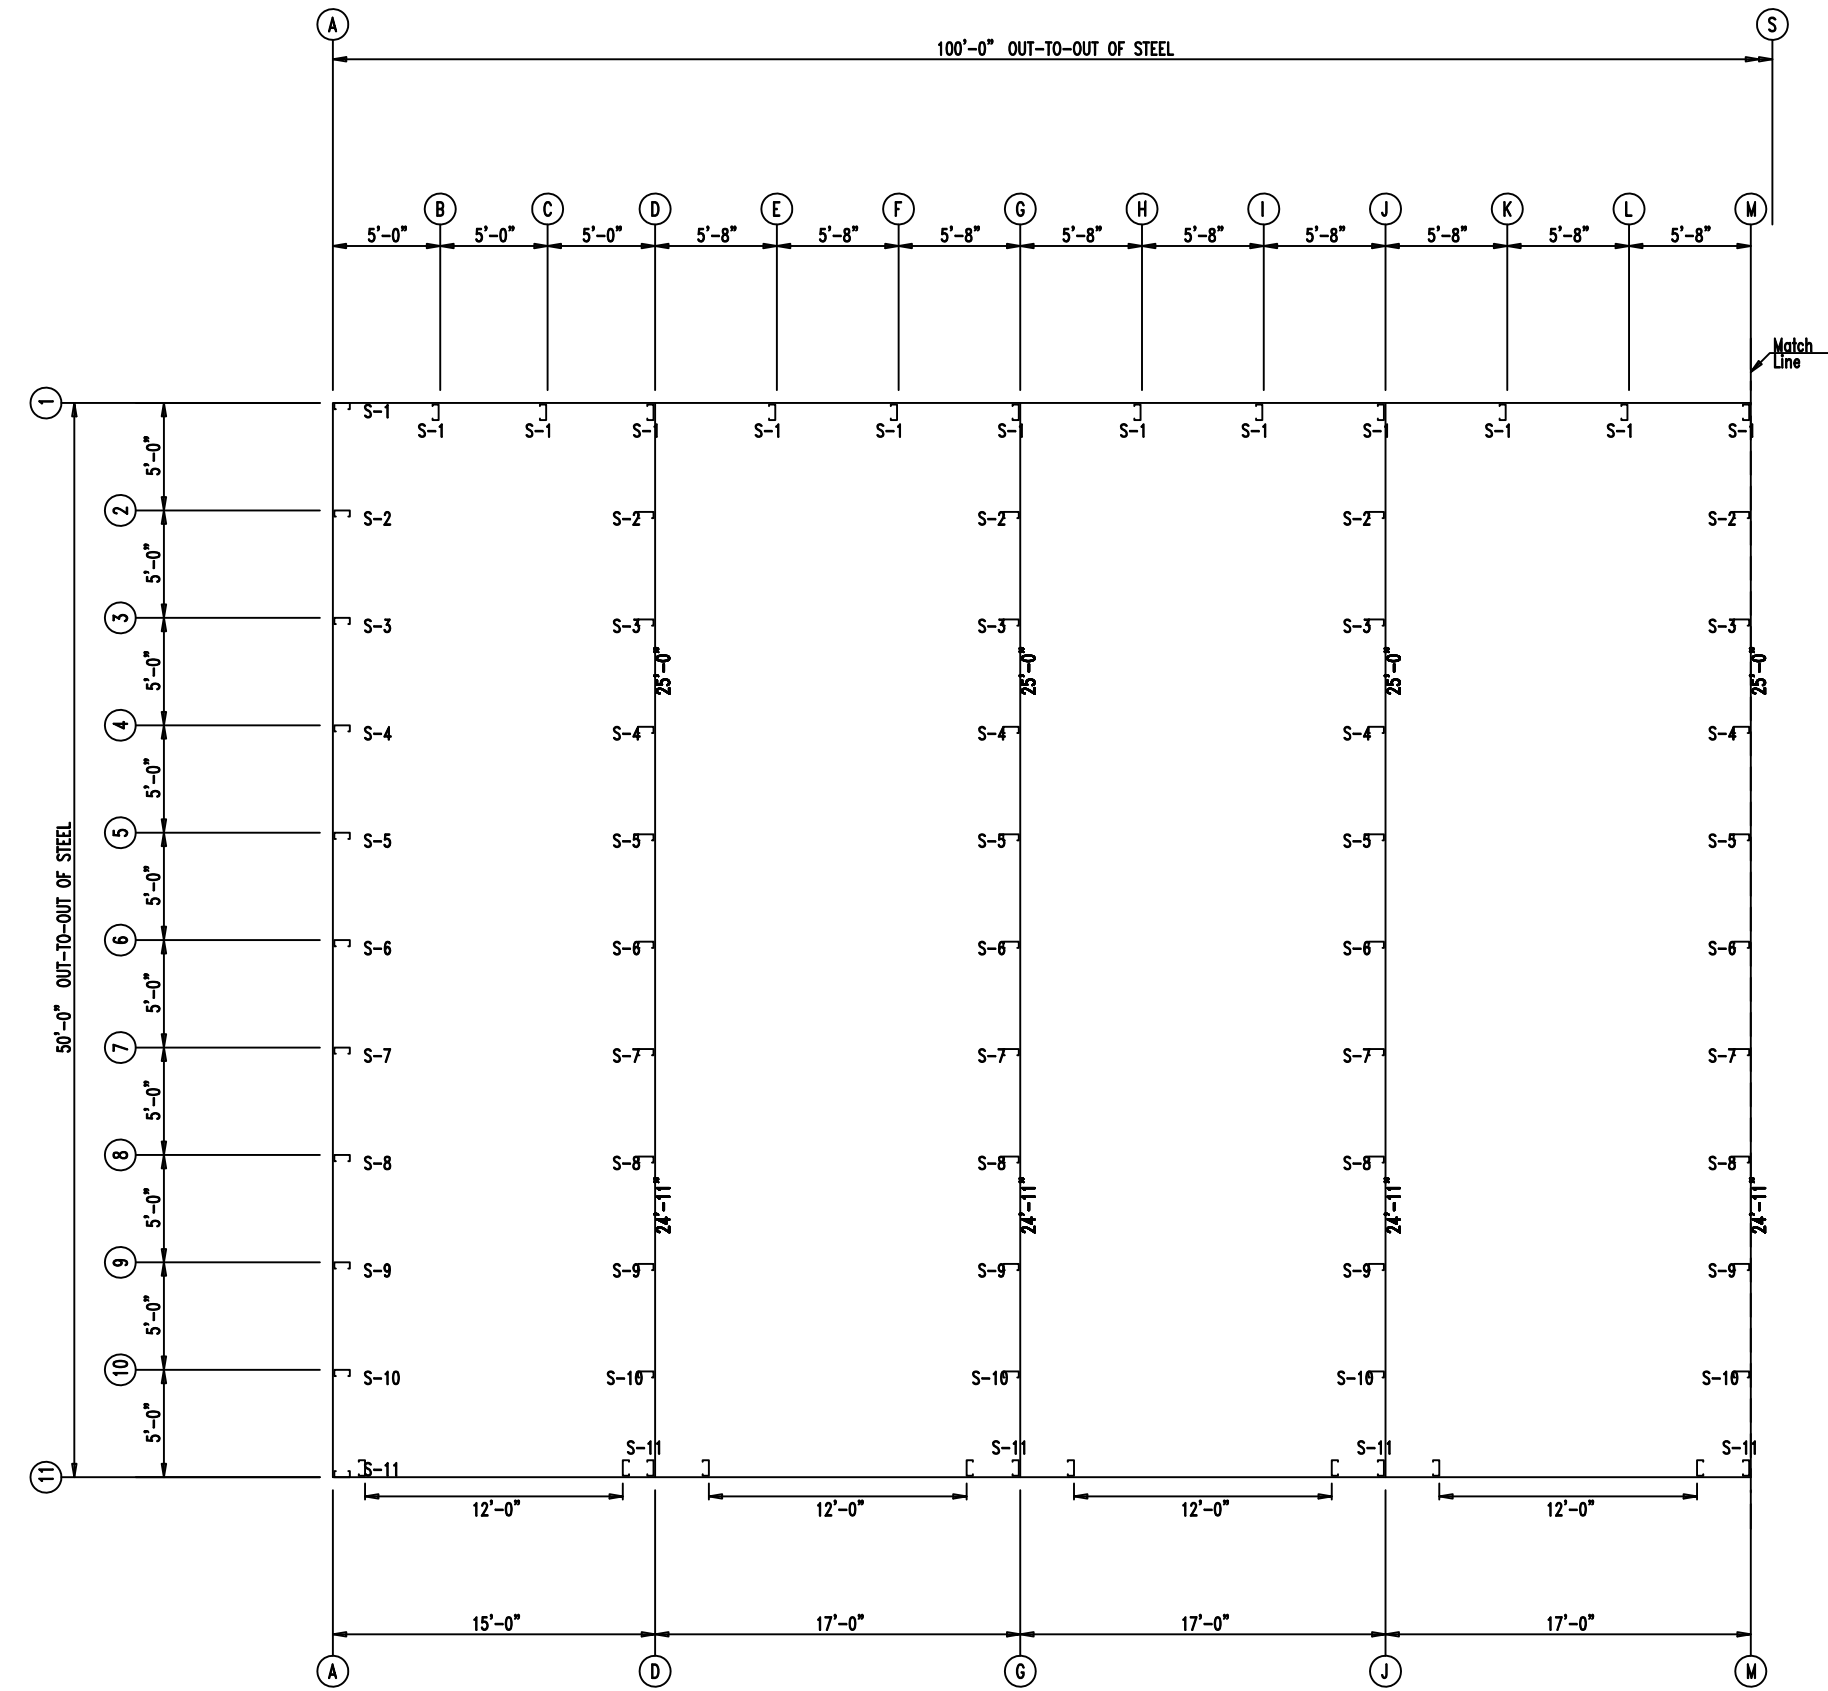 A S
100'-0" OUT-TO-OUT OF STEEL
B C D E F G H I J K L M
5'-0" 5'-0" 5'-0" 5'-8" 5'-8" 5'-8" 5'-8" 5'-8" 5'-8" 5'-8" 5'-8" 5'-8"
Match
Line
1
S-1
S-1 S-1 S-1 S-1 S-1 S-1 S-1 S-1 S-1 S-1 S-1 S-1
5'-0"
2 S-2 S-2 S-2 S-2 S-2
5'-0"
3 S-3 S-3 S-3 S-3 S-3
5'-0" 25'-0" 25'-0" 25'-0" 25'-0"
4 S-4 S-4 S-4 S-4 S-4
5'-0"
5 S-5 S-5 S-5 S-5 S-5
5'-0"
50'-0" OUT-TO-OUT OF STEEL
6 S-6 S-6 S-6 S-6 S-6
5'-0"
7 S-7 S-7 S-7 S-7 S-7
5'-0"
8 S-8 S-8 S-8 S-8 S-8
5'-0" 24'-11" 24'-11" 24'-11" 24'-11"
9 S-9 S-9 S-9 S-9 S-9
5'-0"
10 S-10 S-10 S-10 S-10 S-10
5'-0"
S-11 S-11 S-11 S-11
11 S-11
12'-0" 12'-0" 12'-0" 12'-0"
15'-0" 17'-0" 17'-0" 17'-0"
A D G J M